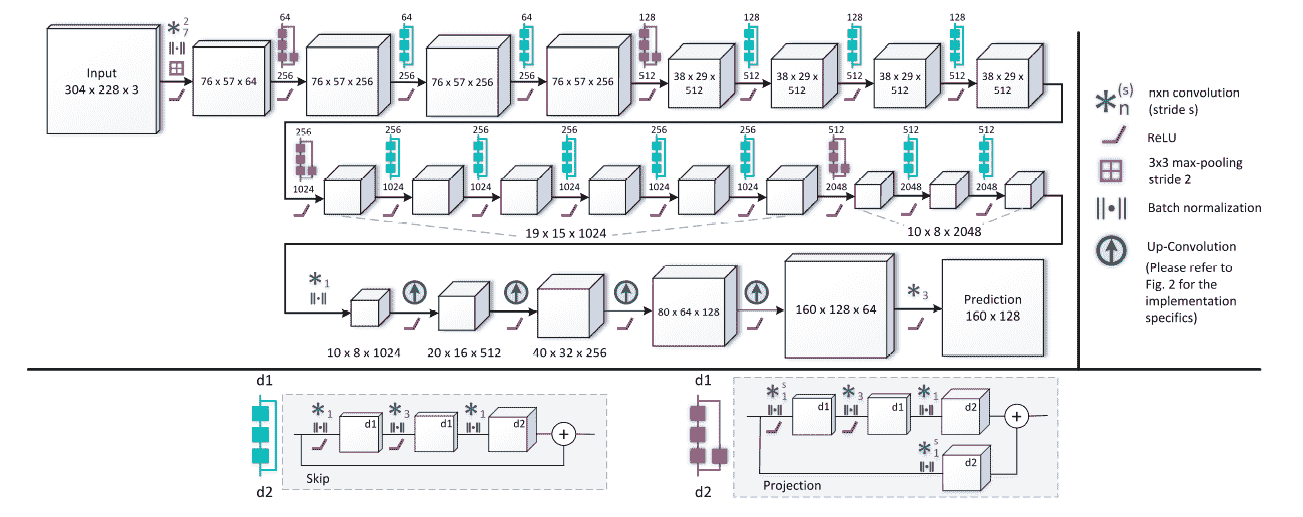 2
7
64
64
64
64
128
128
128
128
Input
304 x 228 x 3
76 x 57 x 64
256
76 x 57 x 256
256
76 x 57 x 256
256
76 x 57 x 256
512
38 x 29 x
512
512
38 x 29 x
512
512
38 x 29 x
512
512
38 x 29 x
512
256
256
256
256
256
256
512
512
512
1024
1024
1024
1024
1024
1024
2048
2048
2048
19 x 15 x 1024
10 x 8 x 2048
1
3
80 x 64 x 128
160 x 128 x 64
Prediction
160 x 128
10 x 8 x 1024
20 x 16 x 512
40 x 32 x 256
(s)
n
nxn convolution
(stride s)
ReLU
3x3 max-pooling
stride 2
Batch normalization
Up-Convolution
(Please refer to
Fig. 2 for the
implementation
specifics)
d1
1
d1
3
d1
1
d2
+
Skip
d2
d1
s
1
d1
3
d1
1
d2
+
s
1
d2
Projection
d2